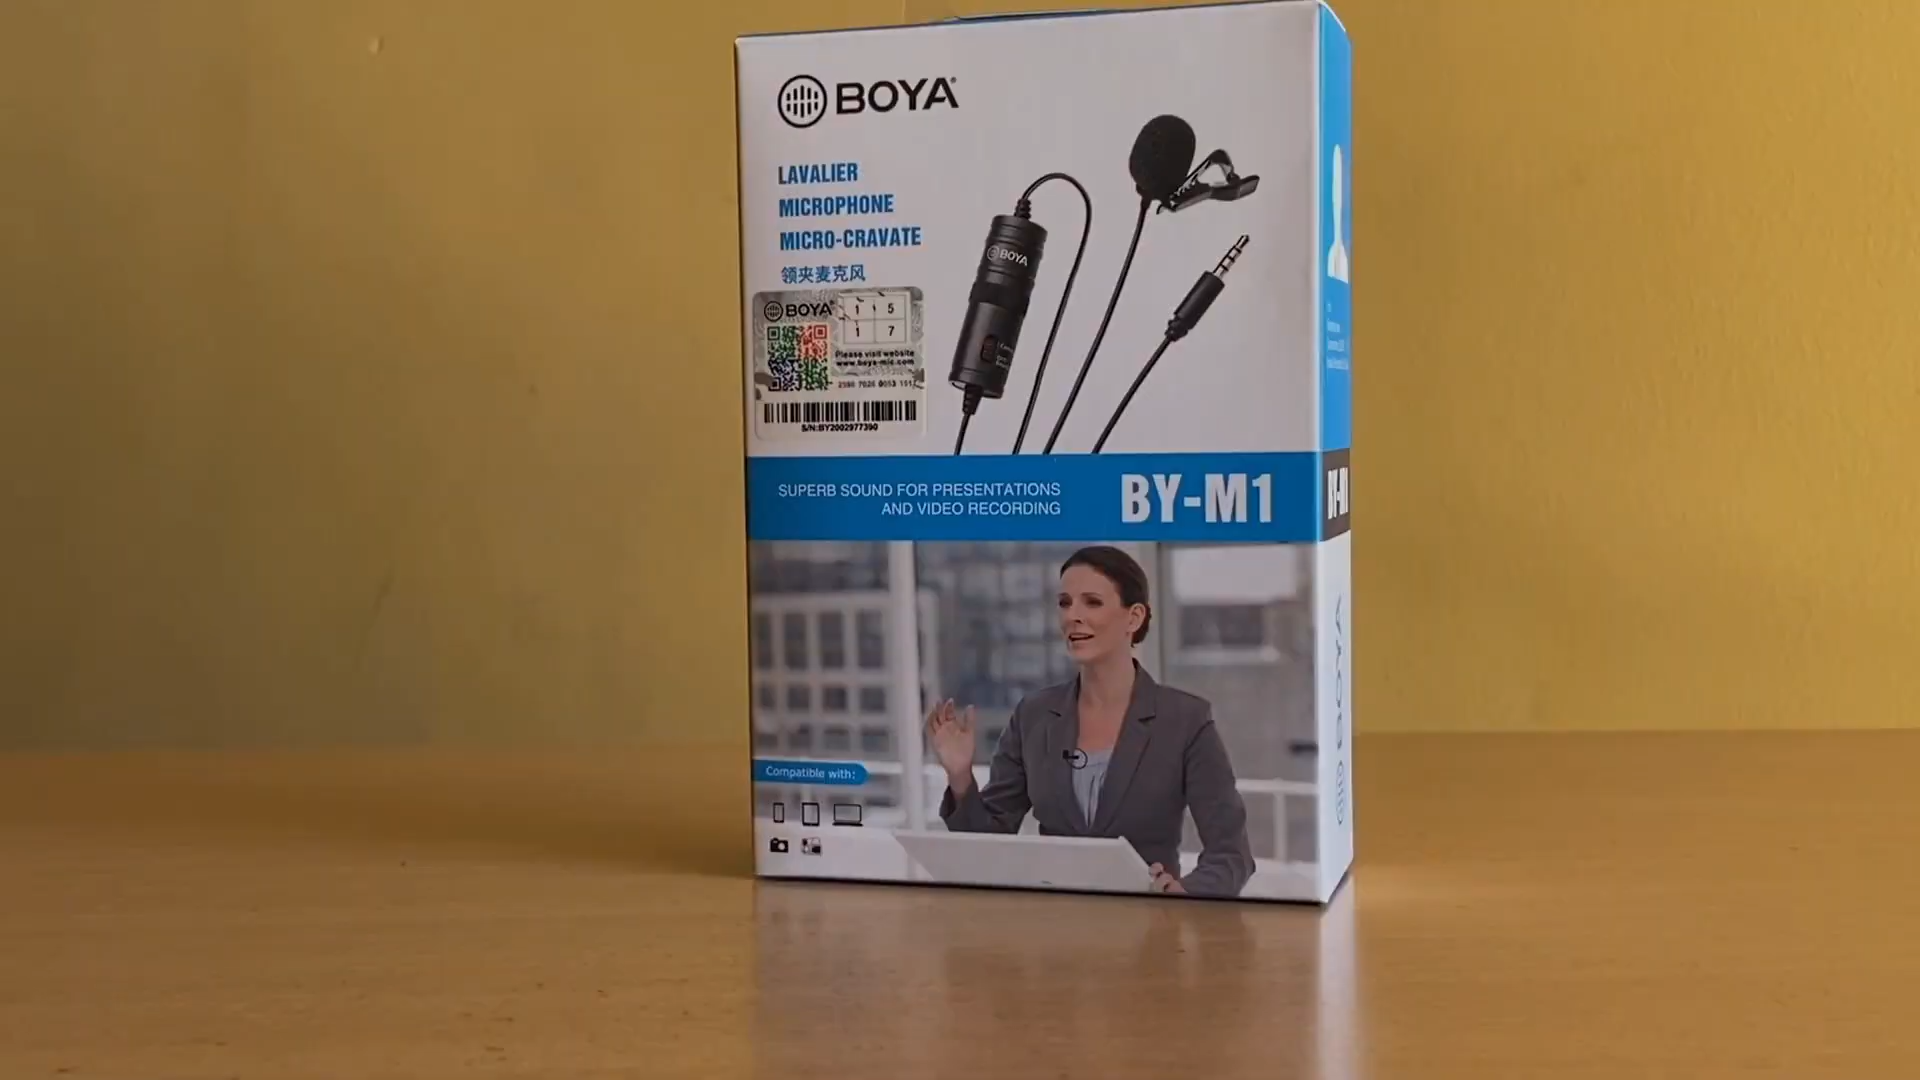 BOYA
LAVALIER
MICROPHONE
MICRO-CRAVATE
领夹麦克风
BOYA
BOYA
1 1 5
1 7
Please visit website
www.boya-mic.com
S/N:BY2002977390
SUPERB SOUND FOR PRESENTATIONS
AND VIDEO RECORDING
BY-M1
BY-M1
BOYA
Compatible with: